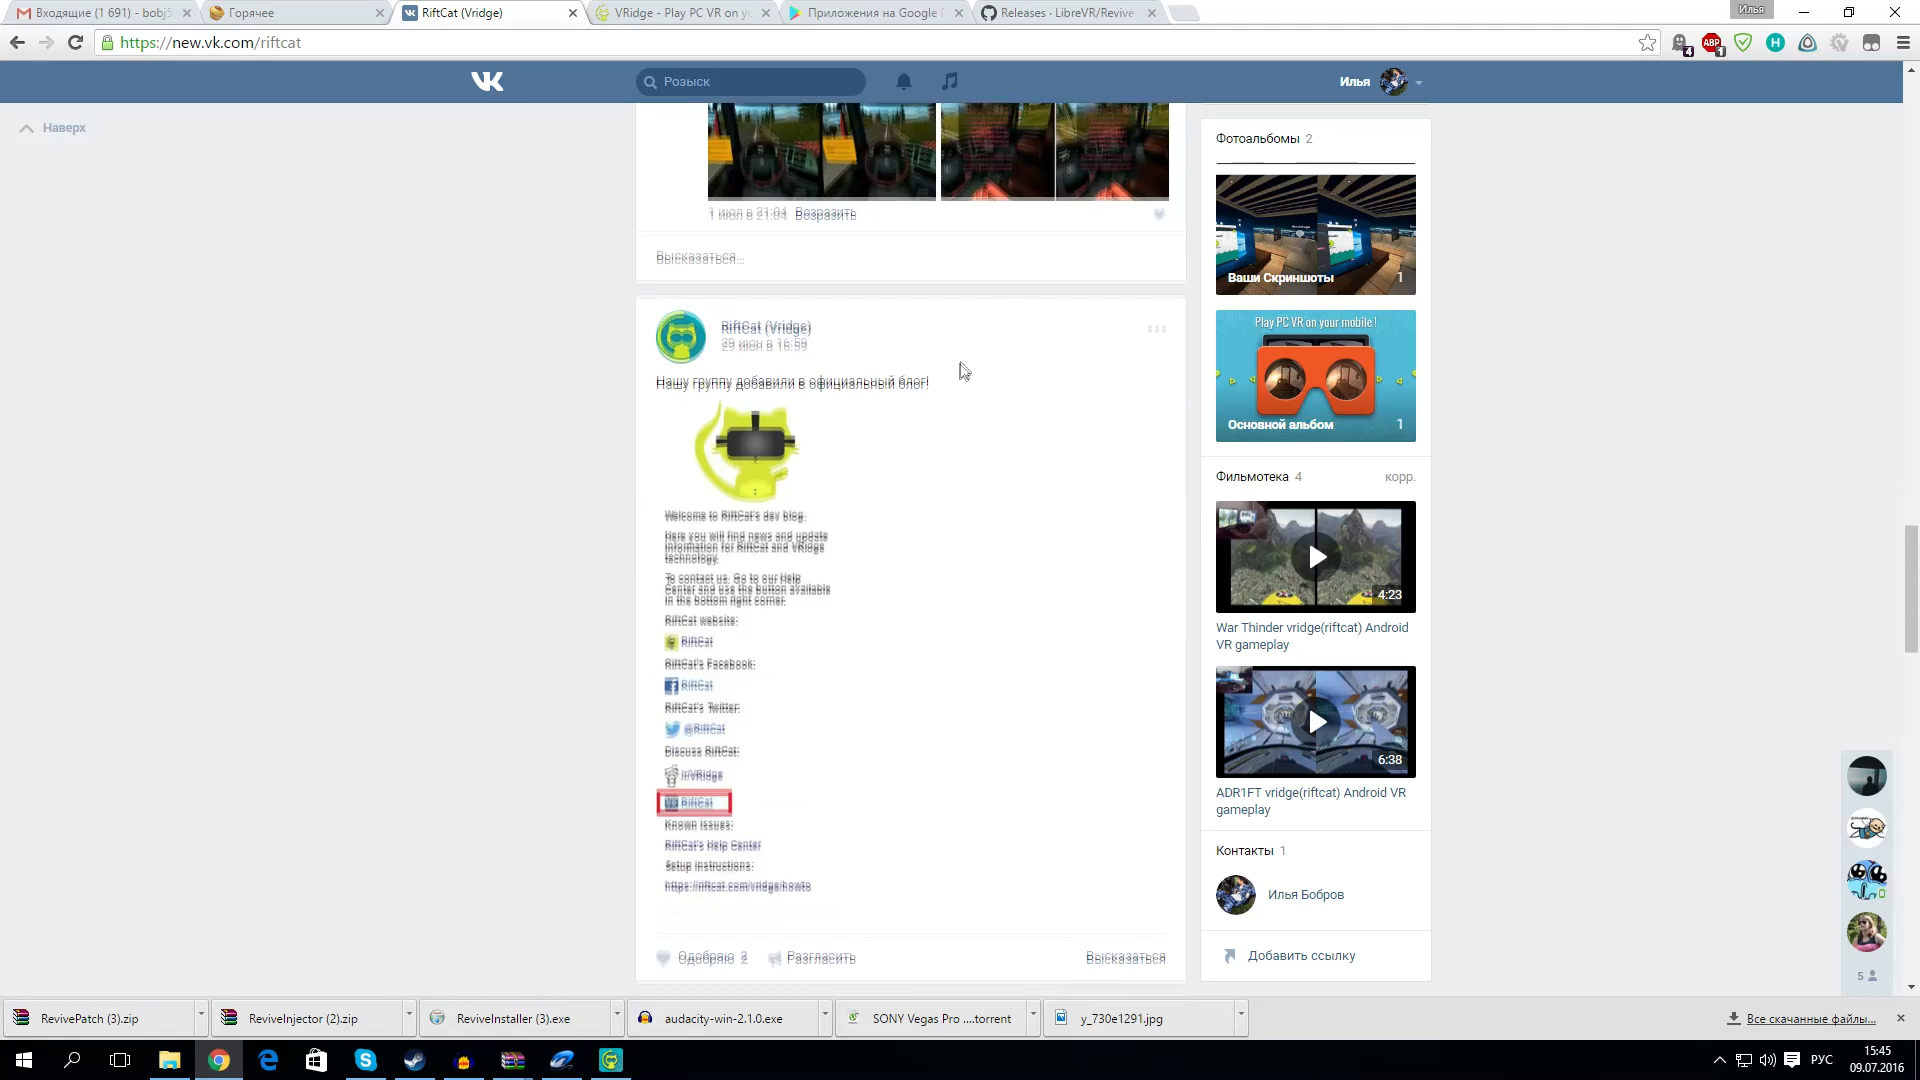 Входящие (1 691) - bobj5
Горячее
RiftCat (Vridge)
VRidge - Play PC VR on yo
Приложения на Google P
Releases · LibreVR/Revive
Илья
https://new.vk.com/riftcat
4
ABP
1
Розыск
Илья
Наверх
1 июл в 21:04 Возразить
Высказаться...
RiftCat (Vridge)
29 июн в 16:59
Нашу группу добавили в официальный блог!
Welcome to RiftCat's dev blog.
Here you will find news and update
information for RiftCat and VRidge
technology.
To contact us: Go to our Help
Center and use the button available
in the bottom right corner.
RiftCat website:
RiftCat
RiftCat's Facebook:
RiftCat
RiftCat's Twitter:
@RiftCat
Discuss RiftCat:
/r/VRidge
RiftCat
Known issues:
RiftCat's Help Center
Setup instructions:
https://riftcat.com/vridge/howto
Одобряю 2 Разгласить Высказаться
Фотоальбомы 2
Ваши Скриншоты 1
Play PC VR on your mobile !
Основной альбом 1
Фильмотека 4 корр.
4:23
War Thinder vridge(riftcat) Android
VR gameplay
6:38
ADR1FT vridge(riftcat) Android VR
gameplay
Контакты 1
Илья Бобров
Добавить ссылку
5
RevivePatch (3).zip
ReviveInjector (2).zip
ReviveInstaller (3).exe
audacity-win-2.1.0.exe
SONY Vegas Pro ....torrent
y_730e1291.jpg
Все скачанные файлы...
РУС
15:45
09.07.2016